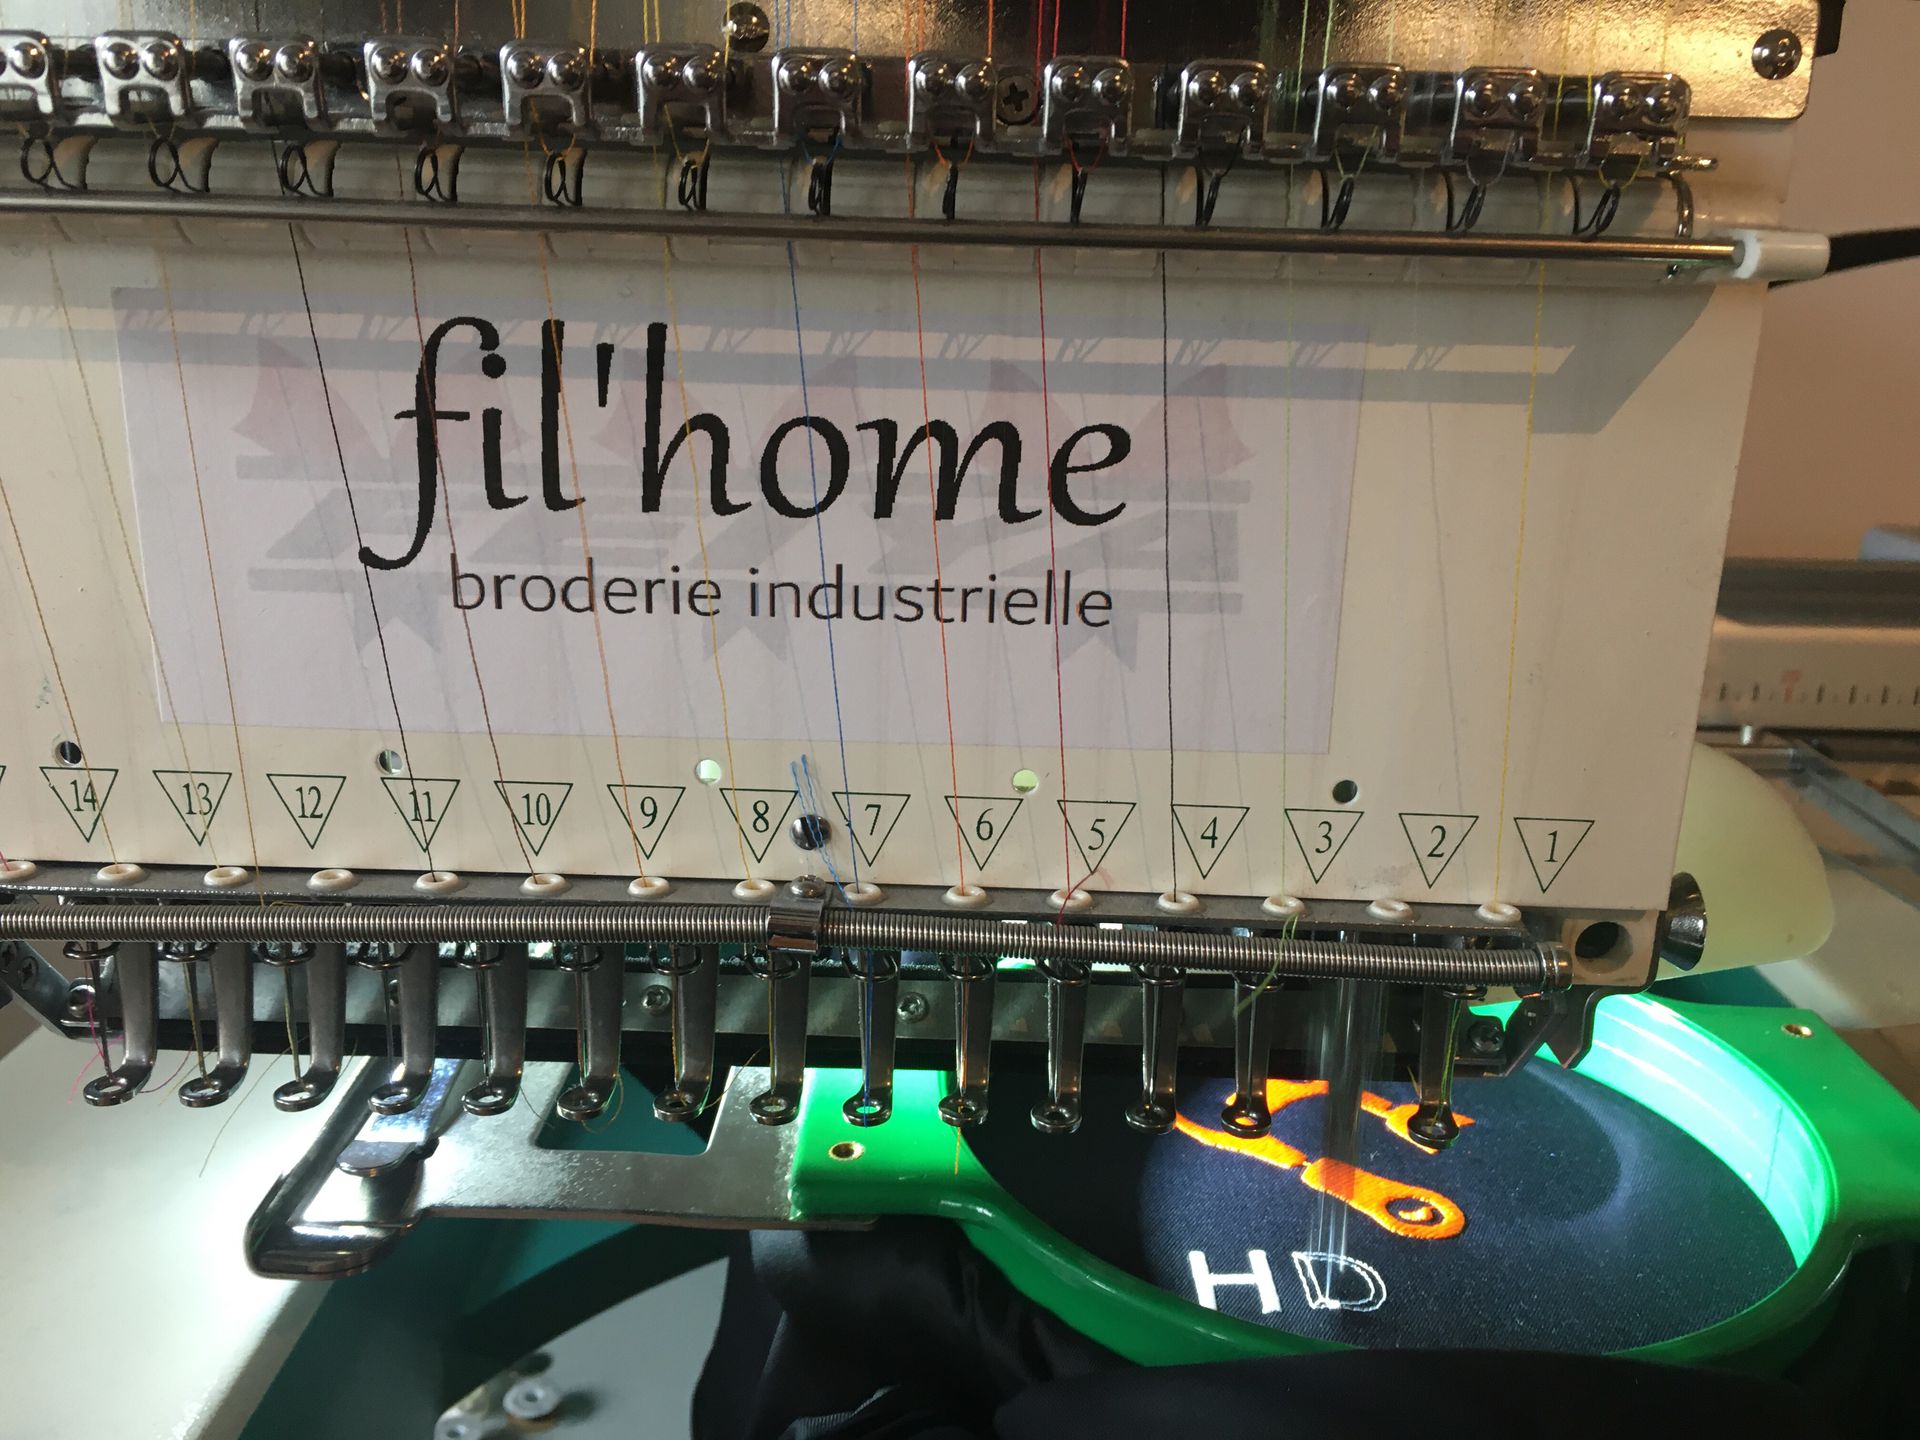 fil'home
broderie industrielle
14 13 12 11 10 9 8 7 6 5 4 3 2 1
HD